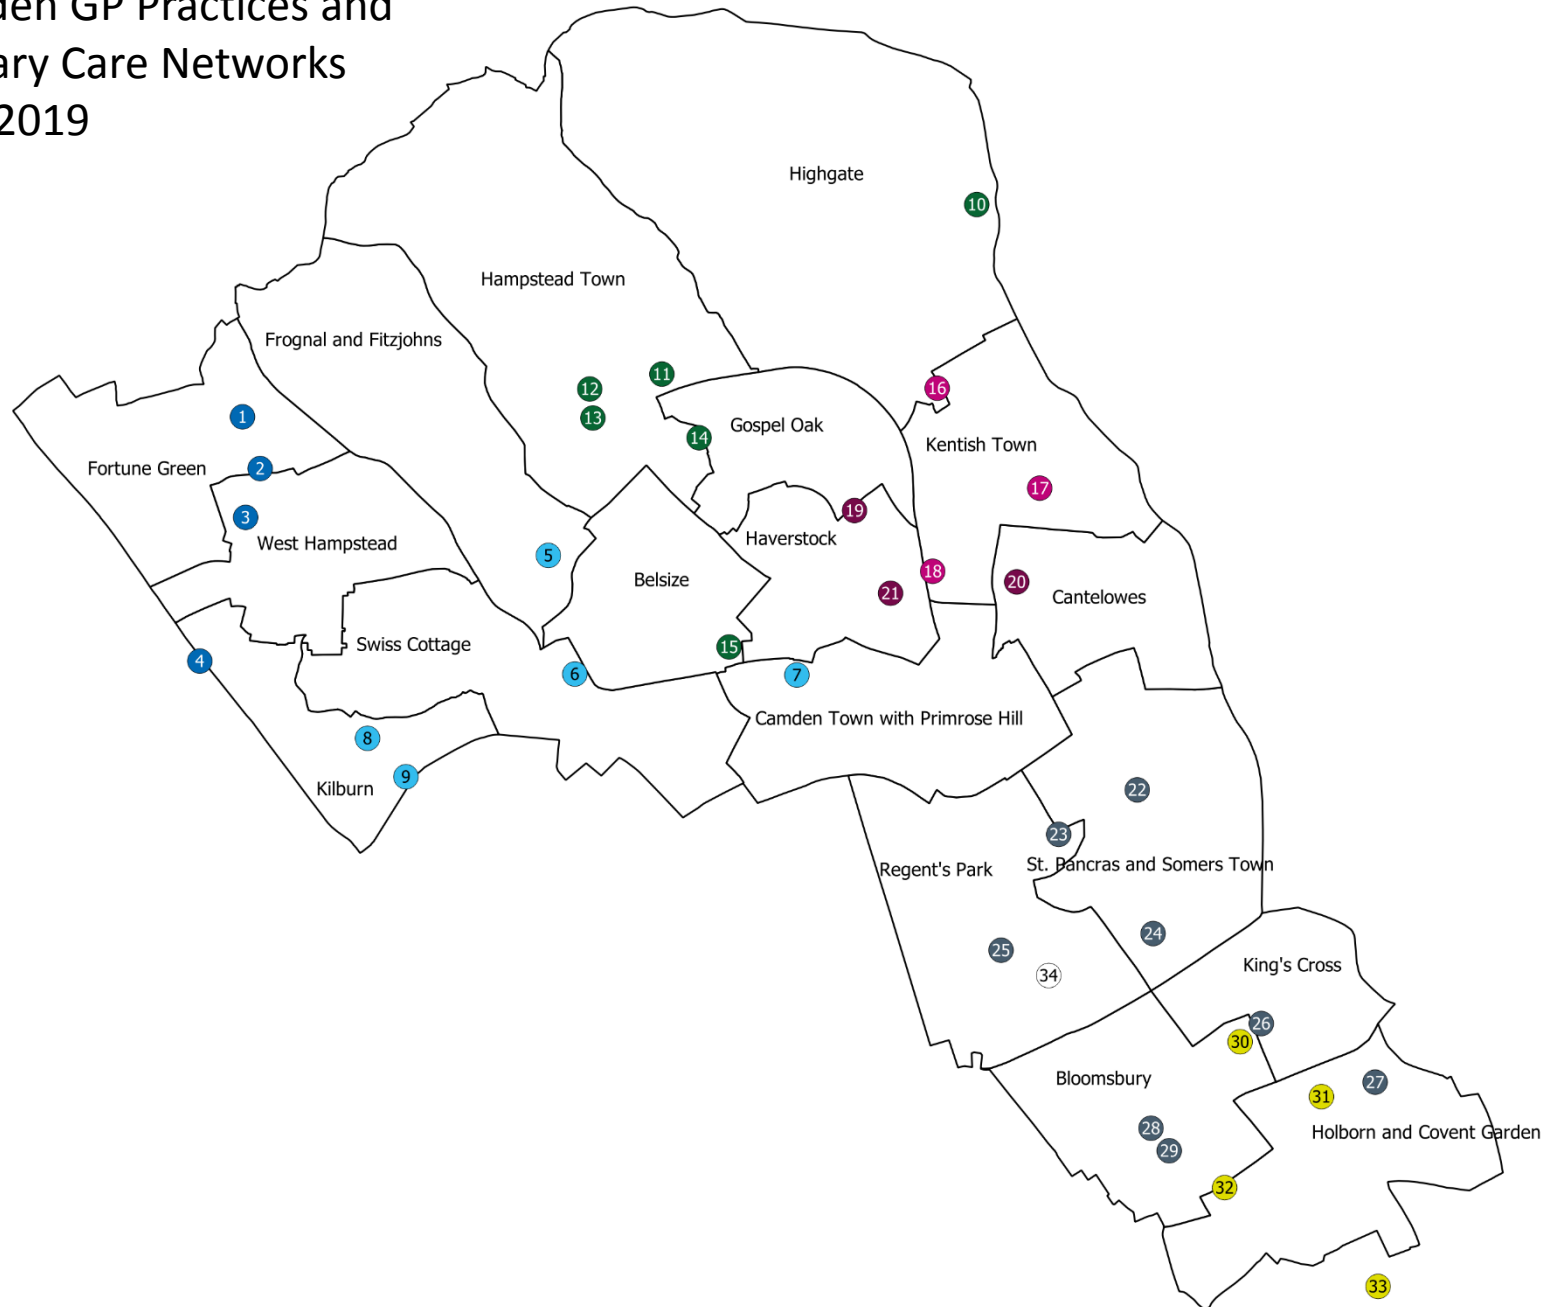 den GP Practices and
ary Care Networks
2019
Highgate
10
Hampstead Town
Frognal and Fitzjohns
11
12
16
13
1
Gospel Oak
14
Kentish Town
Fortune Green
2
17
19
3
Haverstock
West Hampstead
5
18
Belsize
20
21
Cantelowes
Swiss Cottage
15
4
6
7
Camden Town with Primrose Hill
8
9
Kilburn
22
23
St. Pancras and Somers Town
Regent's Park
24
25
King's Cross
34
26
30
Bloomsbury
27
31
28
Holborn and Covent Garden
29
32
33